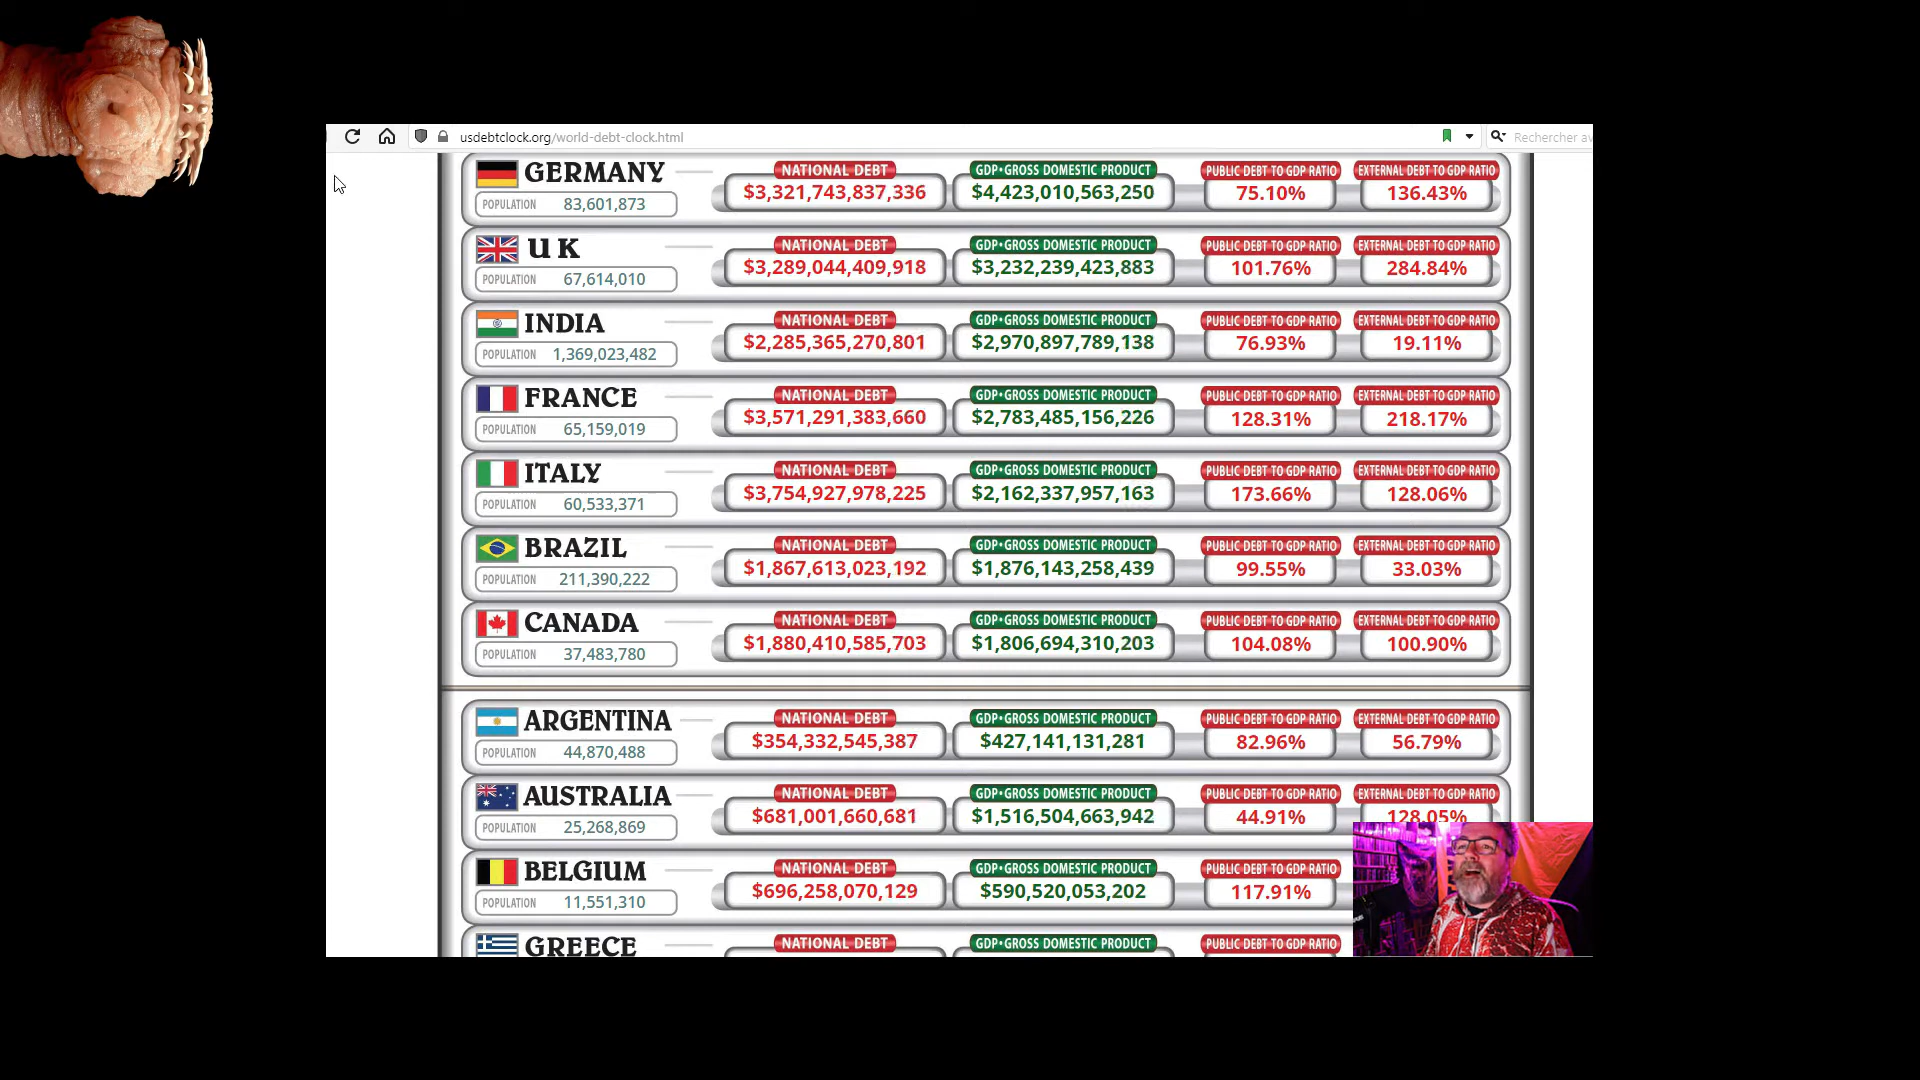 usdebtclock.org/world-debt-clock.html
Rechercher av
GERMANY NATIONAL DEBT GDP•GROSS DOMESTIC PRODUCT PUBLIC DEBT TO GDP RATIO EXTERNAL DEBT TO GDP RATIO
$3,321,743,837,336 $4,423,010,563,250 75.10% 136.43%
POPULATION 83,601,873
UK NATIONAL DEBT GDP•GROSS DOMESTIC PRODUCT PUBLIC DEBT TO GDP RATIO EXTERNAL DEBT TO GDP RATIO
$3,289,044,409,918 $3,232,239,423,883 101.76% 284.84%
POPULATION 67,614,010
INDIA NATIONAL DEBT GDP•GROSS DOMESTIC PRODUCT PUBLIC DEBT TO GDP RATIO EXTERNAL DEBT TO GDP RATIO
$2,285,365,270,801 $2,970,897,789,138 76.93% 19.11%
POPULATION 1,369,023,482
FRANCE NATIONAL DEBT GDP•GROSS DOMESTIC PRODUCT PUBLIC DEBT TO GDP RATIO EXTERNAL DEBT TO GDP RATIO
$3,571,291,383,660 $2,783,485,156,226 128.31% 218.17%
POPULATION 65,159,019
ITALY NATIONAL DEBT GDP•GROSS DOMESTIC PRODUCT PUBLIC DEBT TO GDP RATIO EXTERNAL DEBT TO GDP RATIO
$3,754,927,978,225 $2,162,337,957,163 173.66% 128.06%
POPULATION 60,533,371
BRAZIL NATIONAL DEBT GDP•GROSS DOMESTIC PRODUCT PUBLIC DEBT TO GDP RATIO EXTERNAL DEBT TO GDP RATIO
$1,867,613,023,192 $1,876,143,258,439 99.55% 33.03%
POPULATION 211,390,222
CANADA NATIONAL DEBT GDP•GROSS DOMESTIC PRODUCT PUBLIC DEBT TO GDP RATIO EXTERNAL DEBT TO GDP RATIO
$1,880,410,585,703 $1,806,694,310,203 104.08% 100.90%
POPULATION 37,483,780
ARGENTINA NATIONAL DEBT GDP•GROSS DOMESTIC PRODUCT PUBLIC DEBT TO GDP RATIO EXTERNAL DEBT TO GDP RATIO
$354,332,545,387 $427,141,131,281 82.96% 56.79%
POPULATION 44,870,488
AUSTRALIA NATIONAL DEBT GDP•GROSS DOMESTIC PRODUCT PUBLIC DEBT TO GDP RATIO EXTERNAL DEBT TO GDP RATIO
$681,001,660,681 $1,516,504,663,942 44.91% 128.05%
POPULATION 25,268,869
BELGIUM NATIONAL DEBT GDP•GROSS DOMESTIC PRODUCT PUBLIC DEBT TO GDP RATIO
$696,258,070,129 $590,520,053,202 117.91%
POPULATION 11,551,310
GREECE NATIONAL DEBT GDP•GROSS DOMESTIC PRODUCT PUBLIC DEBT TO GDP RATIO